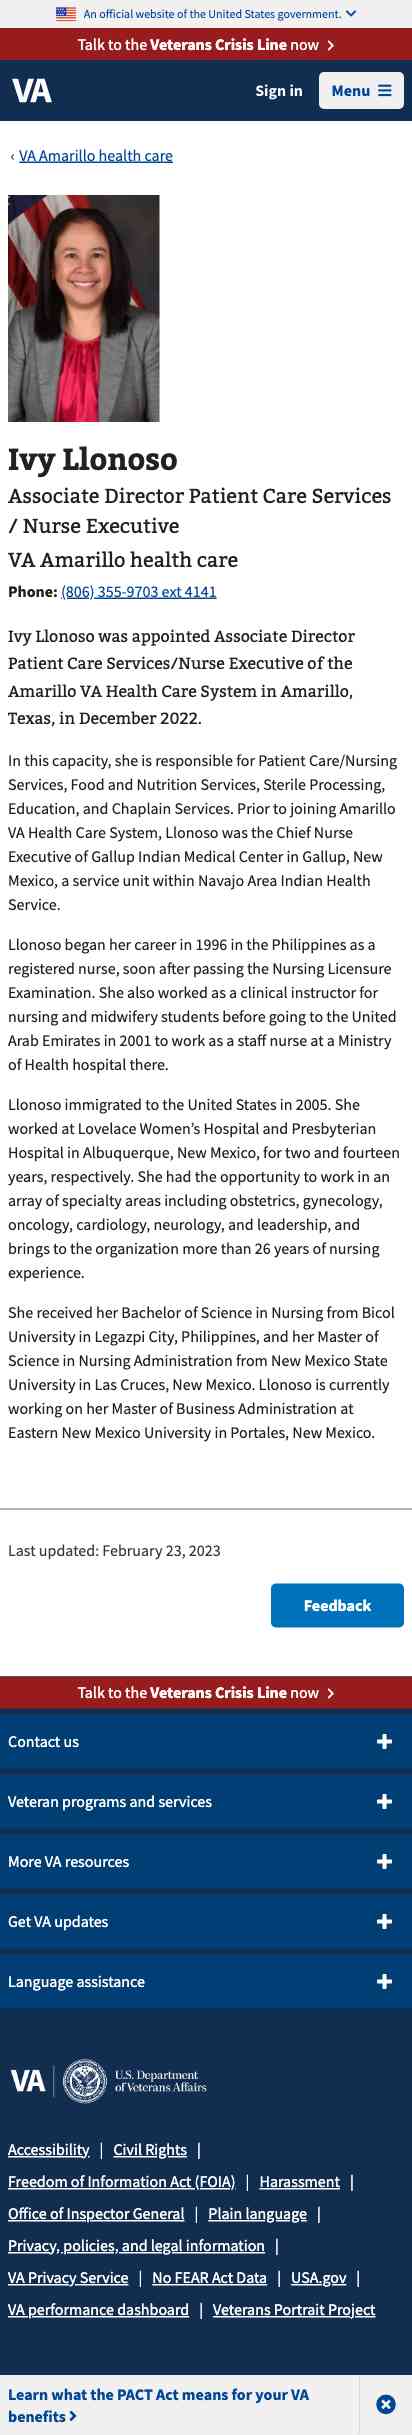 An official website of the United States government.
Talk to the Veterans Crisis Line now
VA
Sign in
Menu
‹ VA Amarillo health care
Ivy Llonoso
Associate Director Patient Care Services
/ Nurse Executive
VA Amarillo health care
Phone: (806) 355-9703 ext 4141
Ivy Llonoso was appointed Associate Director
Patient Care Services/Nurse Executive of the
Amarillo VA Health Care System in Amarillo,
Texas, in December 2022.
In this capacity, she is responsible for Patient Care/Nursing
Services, Food and Nutrition Services, Sterile Processing,
Education, and Chaplain Services. Prior to joining Amarillo
VA Health Care System, Llonoso was the Chief Nurse
Executive of Gallup Indian Medical Center in Gallup, New
Mexico, a service unit within Navajo Area Indian Health
Service.
Llonoso began her career in 1996 in the Philippines as a
registered nurse, soon after passing the Nursing Licensure
Examination. She also worked as a clinical instructor for
nursing and midwifery students before going to the United
Arab Emirates in 2001 to work as a staff nurse at a Ministry
of Health hospital there.
Llonoso immigrated to the United States in 2005. She
worked at Lovelace Women’s Hospital and Presbyterian
Hospital in Albuquerque, New Mexico, for two and fourteen
years, respectively. She had the opportunity to work in an
array of specialty areas including obstetrics, gynecology,
oncology, cardiology, neurology, and leadership, and
brings to the organization more than 26 years of nursing
experience.
She received her Bachelor of Science in Nursing from Bicol
University in Legazpi City, Philippines, and her Master of
Science in Nursing Administration from New Mexico State
University in Las Cruces, New Mexico. Llonoso is currently
working on her Master of Business Administration at
Eastern New Mexico University in Portales, New Mexico.
Last updated: February 23, 2023
Feedback
Talk to the Veterans Crisis Line now
Contact us
Veteran programs and services
More VA resources
Get VA updates
Language assistance
VA | U.S. Department
of Veterans Affairs
Accessibility | Civil Rights |
Freedom of Information Act (FOIA) | Harassment |
Office of Inspector General | Plain language |
Privacy, policies, and legal information |
VA Privacy Service | No FEAR Act Data | USA.gov |
VA performance dashboard | Veterans Portrait Project
Learn what the PACT Act means for your VA
benefits